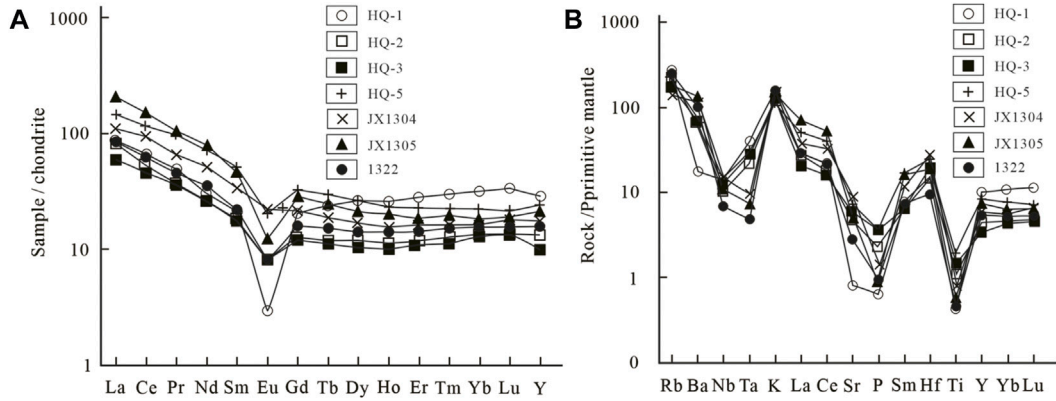 A
Sample / chondrite
1000
100
10
1
HQ-1
HQ-2
HQ-3
HQ-5
JX1304
JX1305
1322
La Ce Pr Nd Sm Eu Gd Tb Dy Ho Er Tm Yb Lu Y
B
Rock /Pprimitive mantle
1000
100
10
1
0
HQ-1
HQ-2
HQ-3
HQ-5
JX1304
JX1305
1322
Rb Ba Nb Ta K La Ce Sr P Sm Hf Ti Y Yb Lu